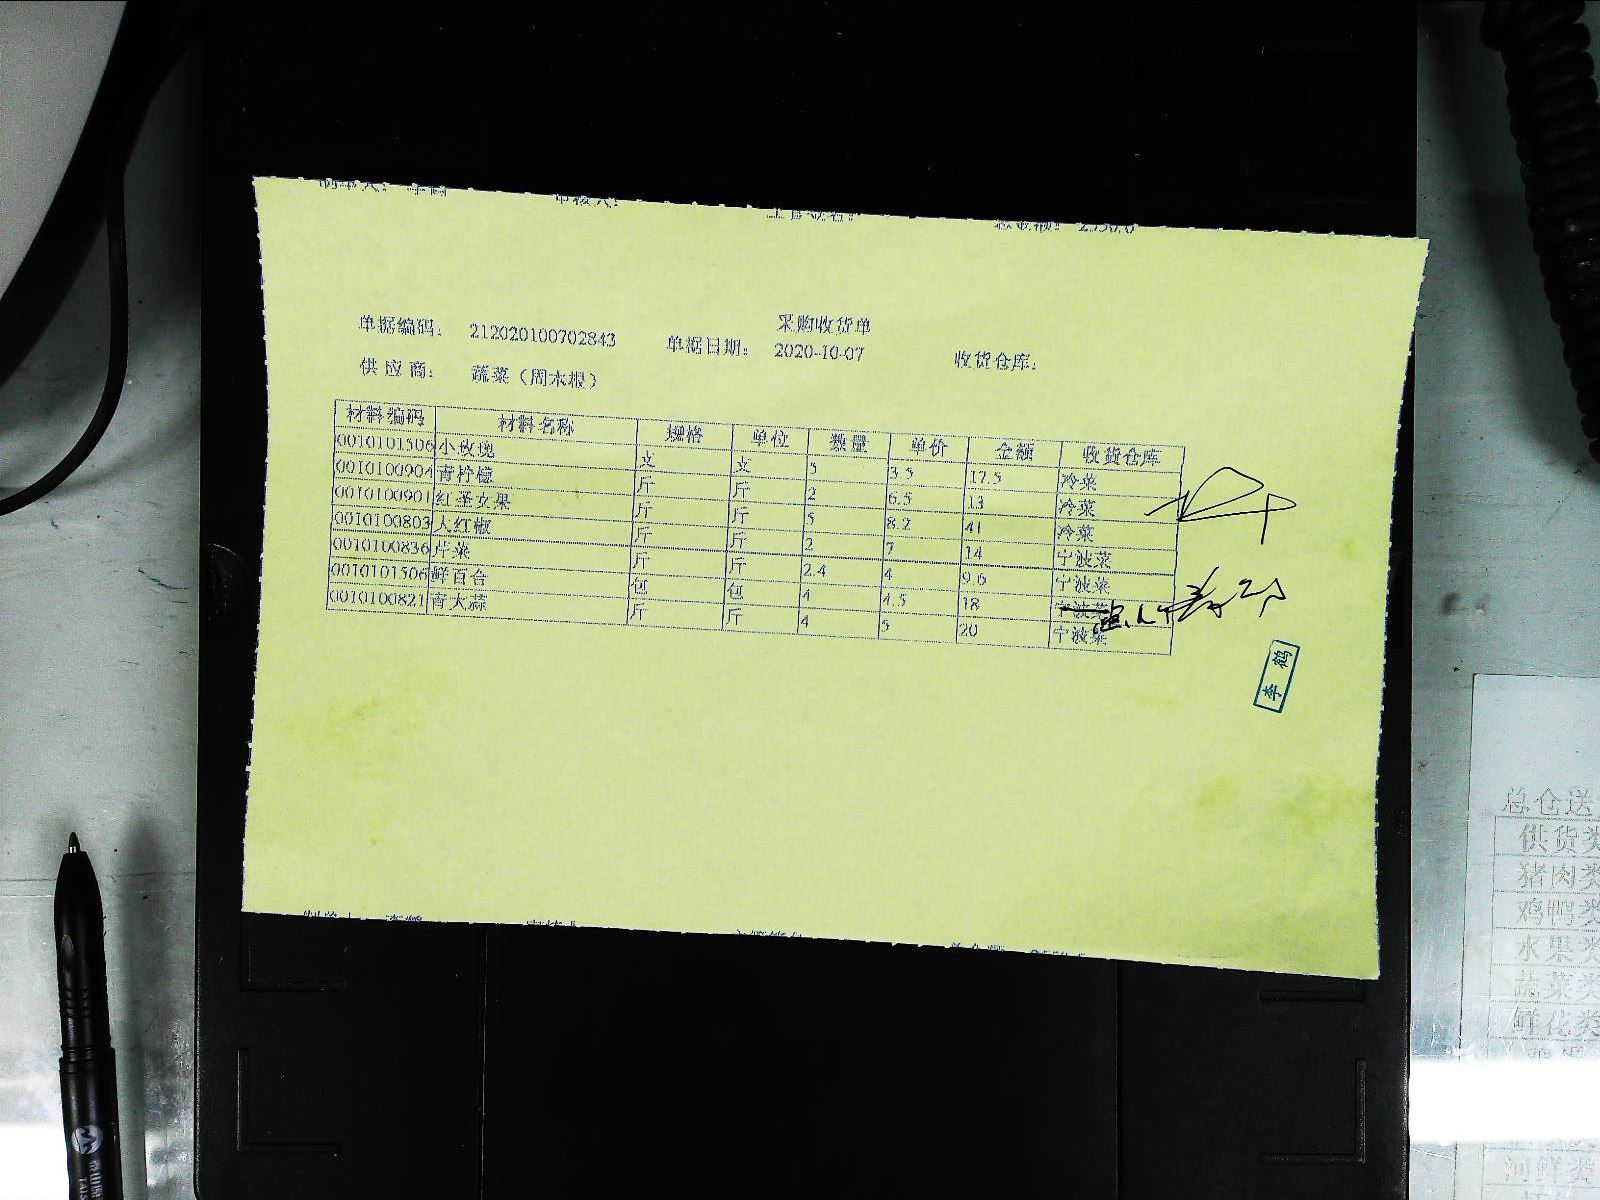 采购收货单
单据编码： 212020100702843 单据日期： 2020-10-07 收货仓库：
供应商： 蔬菜（周末根）
材料编码 材料名称 规格 单位 数量 单价 金额 收货仓库
0010101506 小玫瑰 支 支 5 3.5 17.5 冷菜
0010100904 青柠檬 斤 斤 2 6.5 13 冷菜
0010100901 红圣女果 斤 斤 5 8.2 41 冷菜
0010100803 大红椒 斤 斤 2 7 14 宁波菜
0010100836 芹菜 斤 斤 2.4 4 9.6 宁波菜
0010101506 鲜百合 包 包 4 4.5 18 宁波菜
0010100821 青大蒜 斤 斤 4 5 20 宁波菜
李鹤
总仓送
供货类
猪肉类
鸡鸭类
水果类
蔬菜类
鲜花类
河鲜类